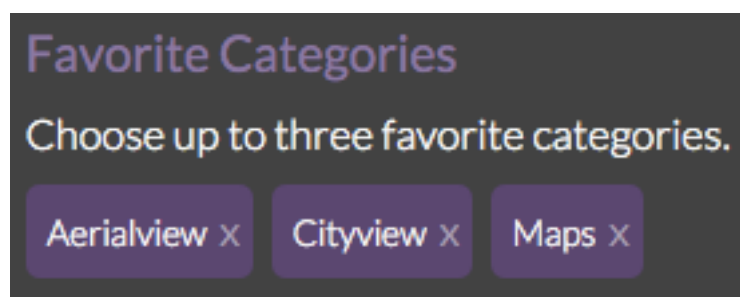 Favorite Categories
Choose up to three favorite categories.
Aerialview x Cityview x Maps x